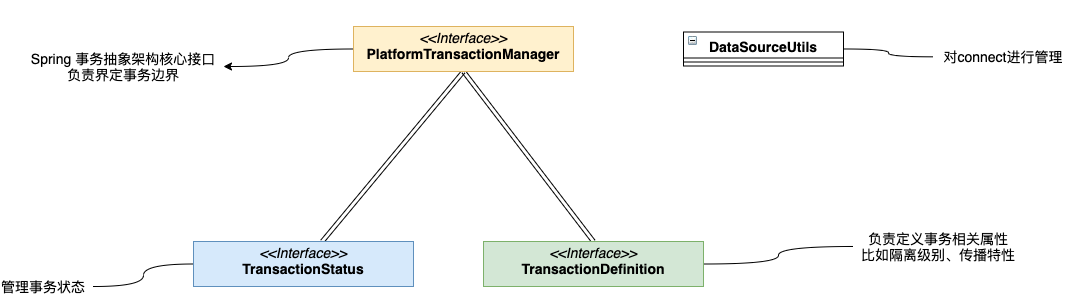 <<Interface>>
PlatformTransactionManager
Spring 事务抽象架构核心接口
负责界定事务边界
DataSourceUtils
对connect进行管理
<<Interface>>
TransactionStatus
管理事务状态
<<Interface>>
TransactionDefinition
负责定义事务相关属性
比如隔离级别、传播特性